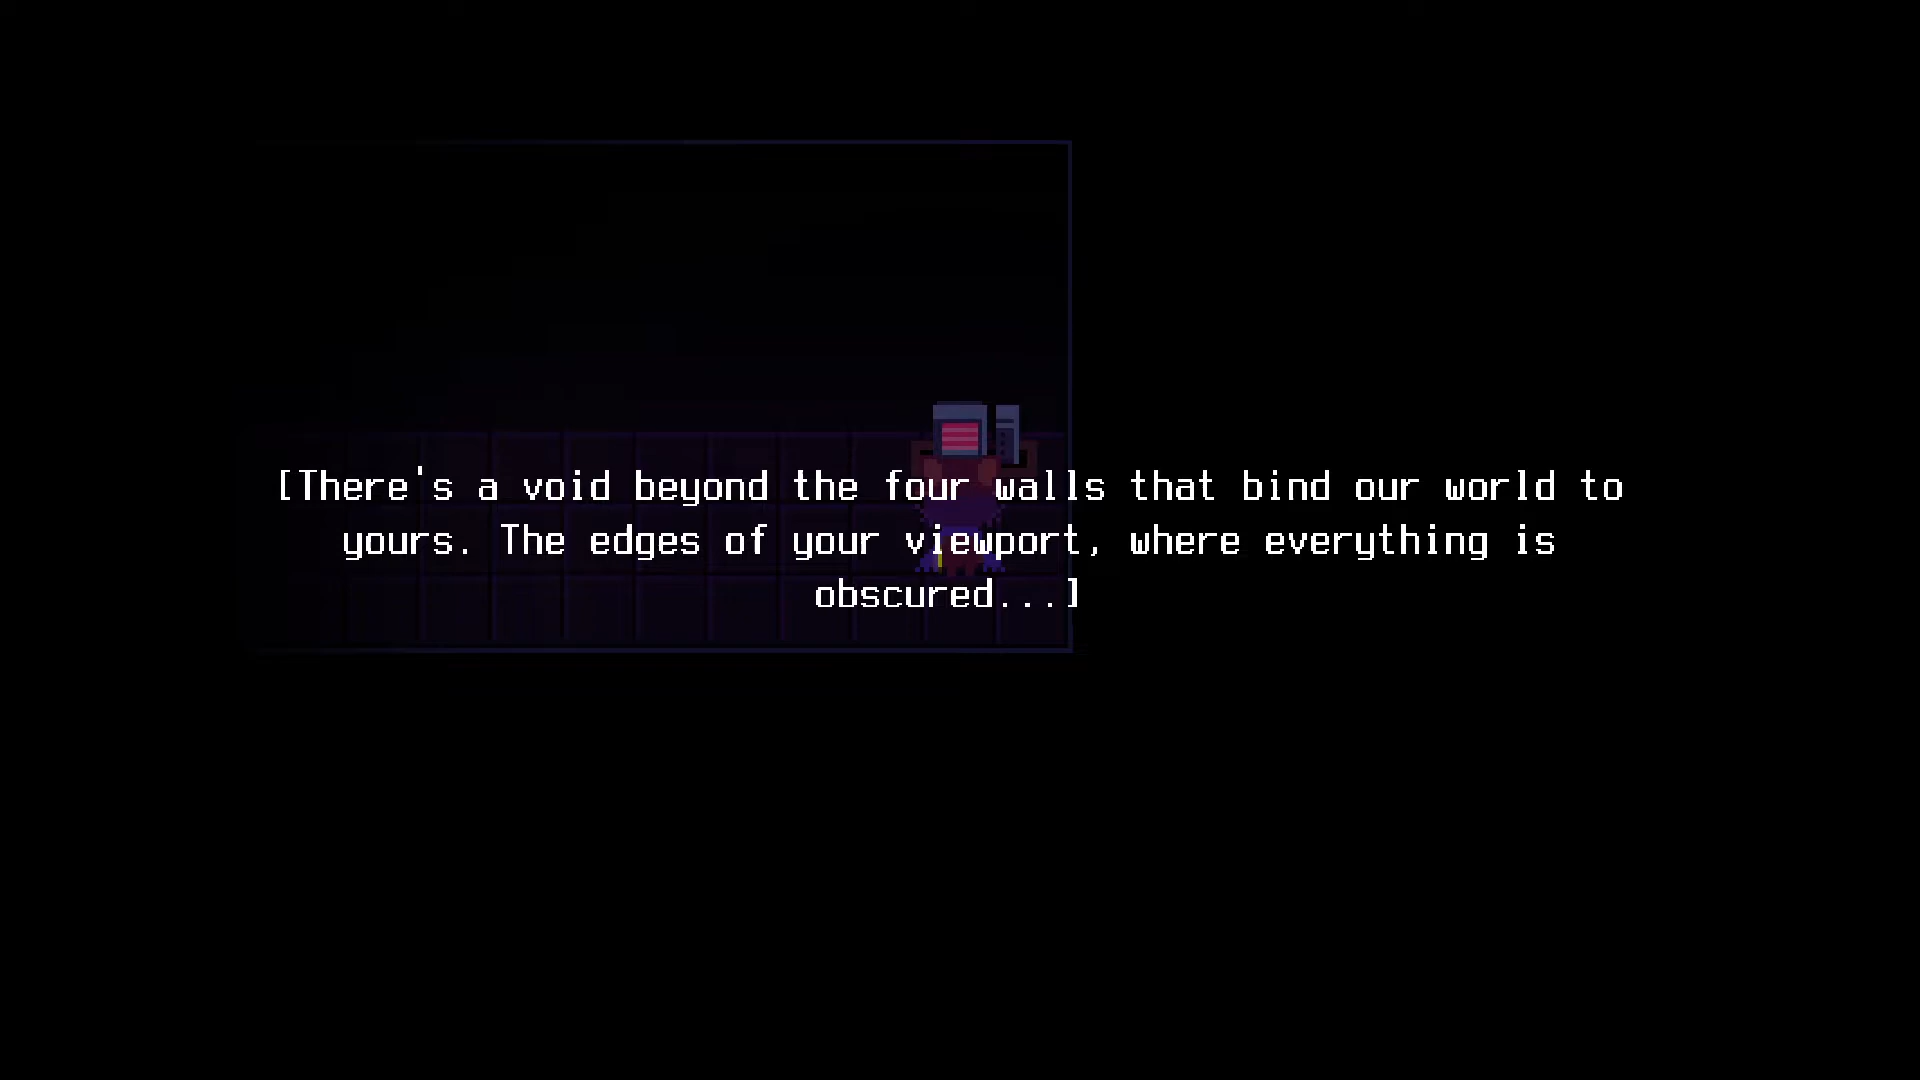 [There's a void beyond the four walls that bind our world to
yours. The edges of your viewport, where everything is
obscured...]